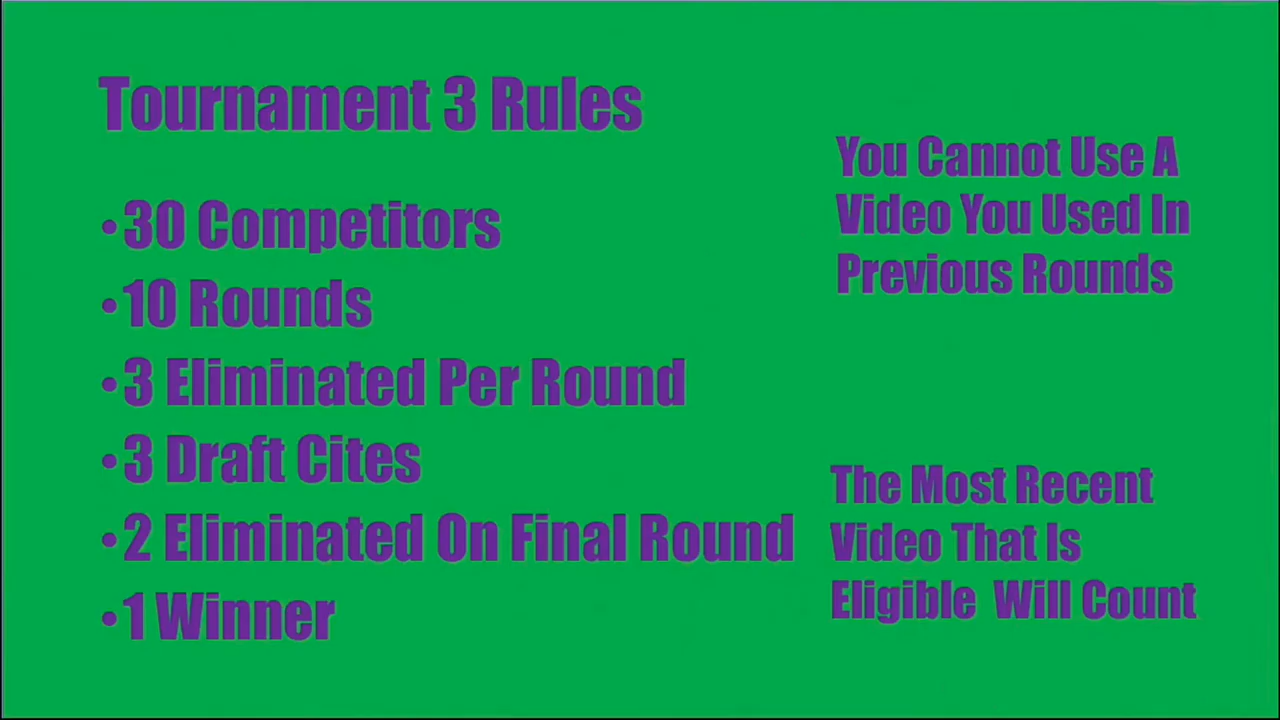 Tournament 3 Rules
•30 Competitors
•10 Rounds
•3 Eliminated Per Round
•3 Draft Cites
•2 Eliminated On Final Round
•1 Winner
You Cannot Use A
Video You Used In
Previous Rounds
The Most Recent
Video That Is
Eligible Will Count